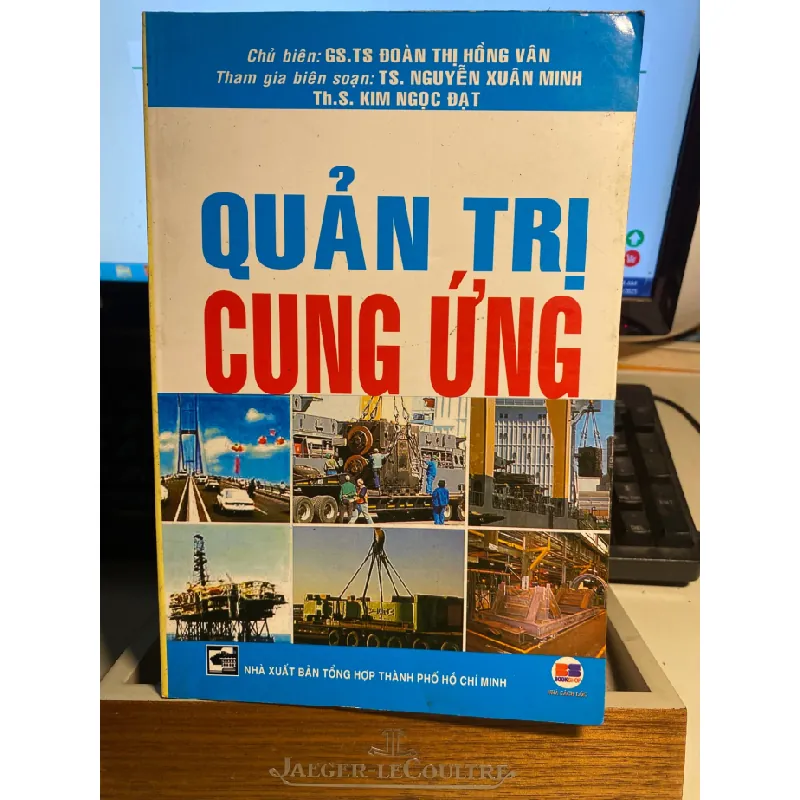 Chủ biên: GS.TS ĐOÀN THỊ HỒNG VÂN
Tham gia biên soạn: TS. NGUYỄN XUÂN MINH
Th.S. KIM NGỌC ĐẠT
QUẢN TRỊ
CUNG ỨNG
NHÀ XUẤT BẢN TỔNG HỢP THÀNH PHỐ HỒ CHÍ MINH
BOOKSHOP
JAEGER-LECOULTRE